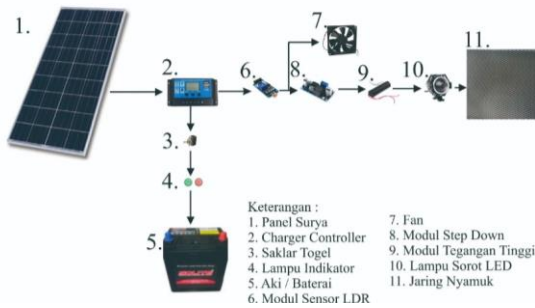 1.
2.
3.
4.
5.
6.
7.
8.
9.
10.
11.
Keterangan :
1. Panel Surya
2. Charger Controller
3. Saklar Togel
4. Lampu Indikator
5. Aki / Baterai
6. Modul Sensor LDR
7. Fan
8. Modul Step Down
9. Modul Tegangan Tinggi
10. Lampu Sorot LED
11. Jaring Nyamuk